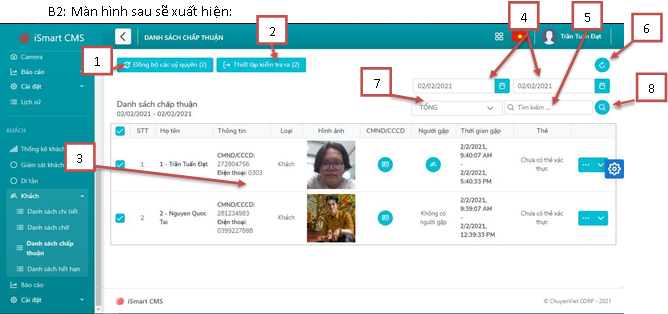 B2: Màn hình sau sẽ xuất hiện:
4
5
2
6
iSmart CMS
DANH SÁCH CHẤP THUẬN
Trần Tuấn Đạt
1
Camera
Báo cáo
Cài đặt
Lịch sử
Đồng bộ các uỷ quyền (2)
Thiết lập kiểm tra ra (2)
7
8
02/02/2021
02/02/2021
Danh sách chấp thuận
02/02/2021 - 02/02/2021
TỔNG
Tìm kiếm ...
KHÁCH
Thống kê khách
Giám sát khách
Di tản
Khách
Danh sách chi tiết
Danh sách chờ
Danh sách chấp thuận
Danh sách hết hạn
Báo cáo
Cài đặt
STT
Họ tên
Thông tin
Loại
Hình ảnh
CMND/CCCD
Người gặp
Thời gian gặp
Thẻ
3
1
1 - Trần Tuấn Đạt
CMND/CCCD:
272804756
Điện thoại: 0303
Khách
2/2/2021,
9:40:07 AM
-
2/2/2021,
5:40:33 PM
Chưa có thẻ xác
thực
2
2 - Nguyen Quoc
Tai
CMND/CCCD:
281234983
Điện thoại:
0399227888
Khách
Không có
người gặp
2/2/2021,
9:39:07 AM
-
2/2/2021,
12:39:33 PM
Chưa có thẻ xác
thực
iSmart CMS
© ChuyenViet CORP - 2021